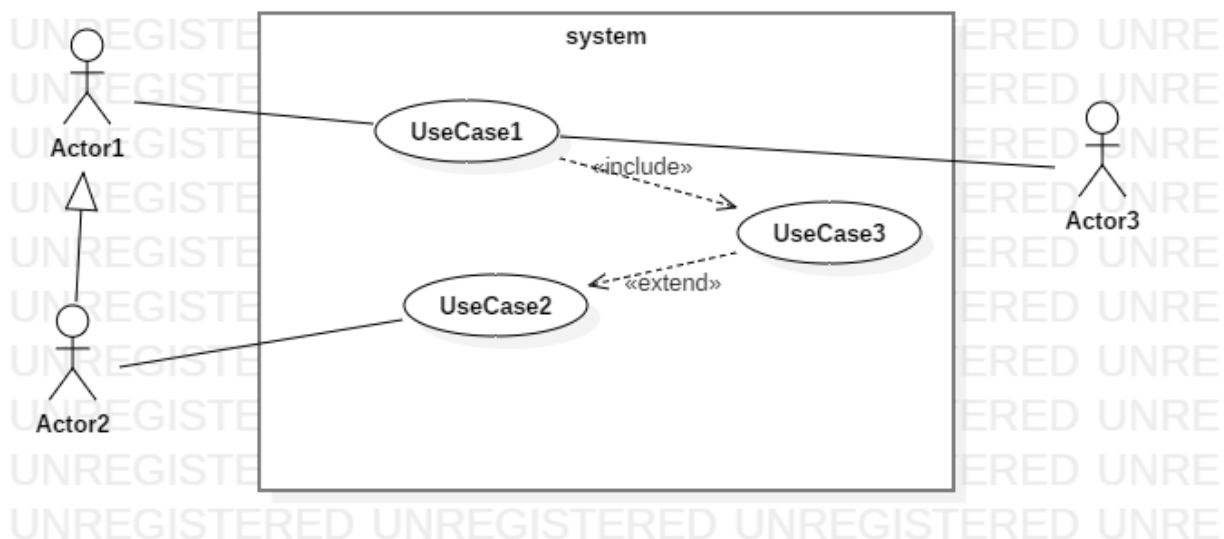 system
UseCase1
Actor1
«include»
Actor3
UseCase3
«extend»
UseCase2
Actor2
UNREGISTERED UNREGISTERED UNREGISTERED UNRE